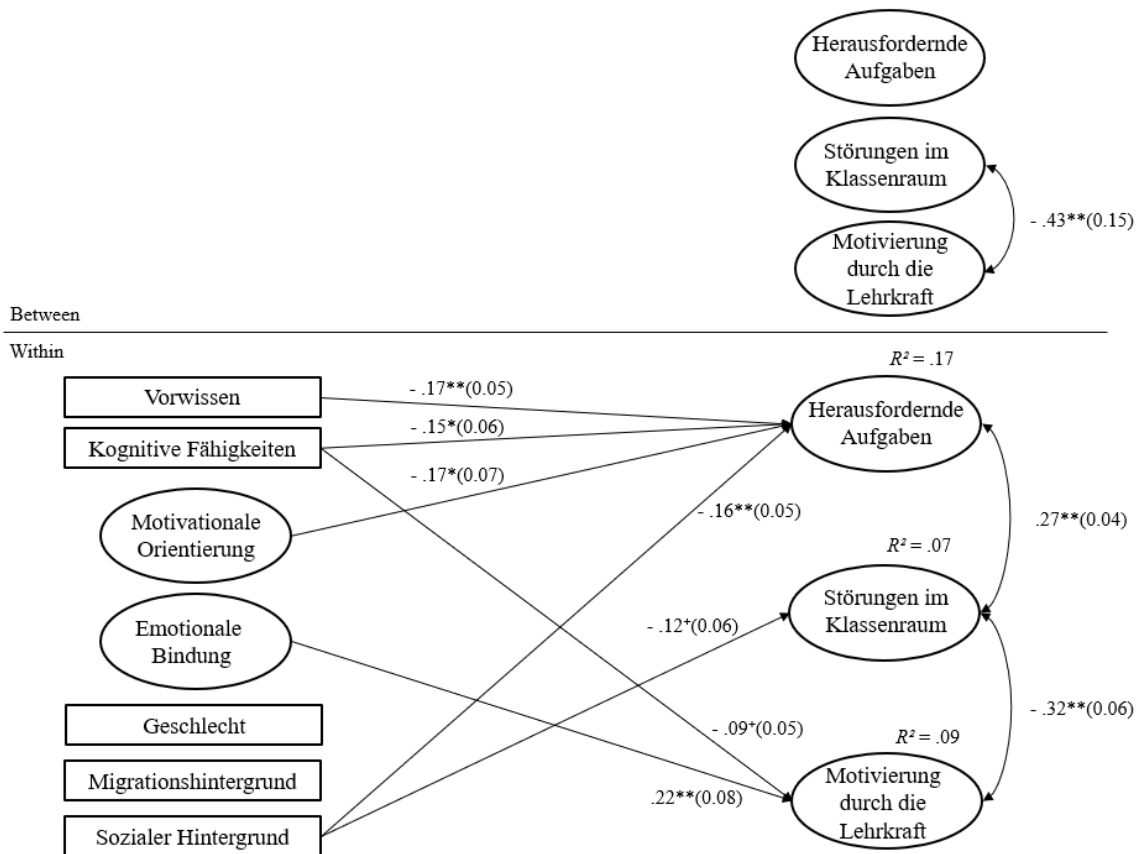 Herausfordernde
Aufgaben
Störungen im
Klassenraum
- .43**(0.15)
Motivierung
durch die
Lehrkraft
Between
Within
R² = .17
Vorwissen
- .17**(0.05)
Herausfordernde
Aufgaben
Kognitive Fähigkeiten
- .15*(0.06)
- .17*(0.07)
Motivationale
Orientierung
- .16**(0.05)
.27**(0.04)
R² = .07
Emotionale
Bindung
- .12⁺(0.06)
Störungen im
Klassenraum
Geschlecht
- .09⁺(0.05)
- .32**(0.06)
R² = .09
Migrationshintergrund
.22**(0.08)
Motivierung
durch die
Lehrkraft
Sozialer Hintergrund